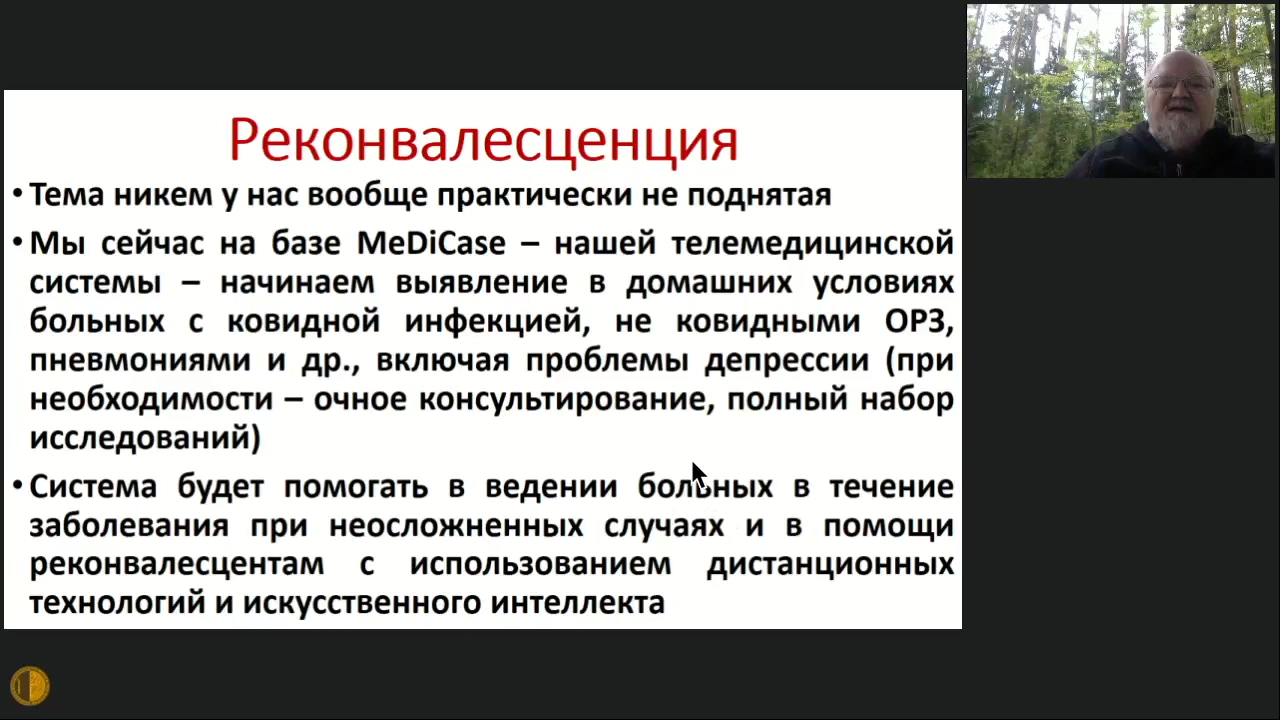 Реконвалесценция
• Тема никем у нас вообще практически не поднятая
• Мы сейчас на базе MeDiCase – нашей телемедицинской
системы – начинаем выявление в домашних условиях
больных с ковидной инфекцией, не ковидными ОРЗ,
пневмониями и др., включая проблемы депрессии (при
необходимости – очное консультирование, полный набор
исследований)
• Система будет помогать в ведении больных в течение
заболевания при неосложненных случаях и в помощи
реконвалесцентам с использованием дистанционных
технологий и искусственного интеллекта